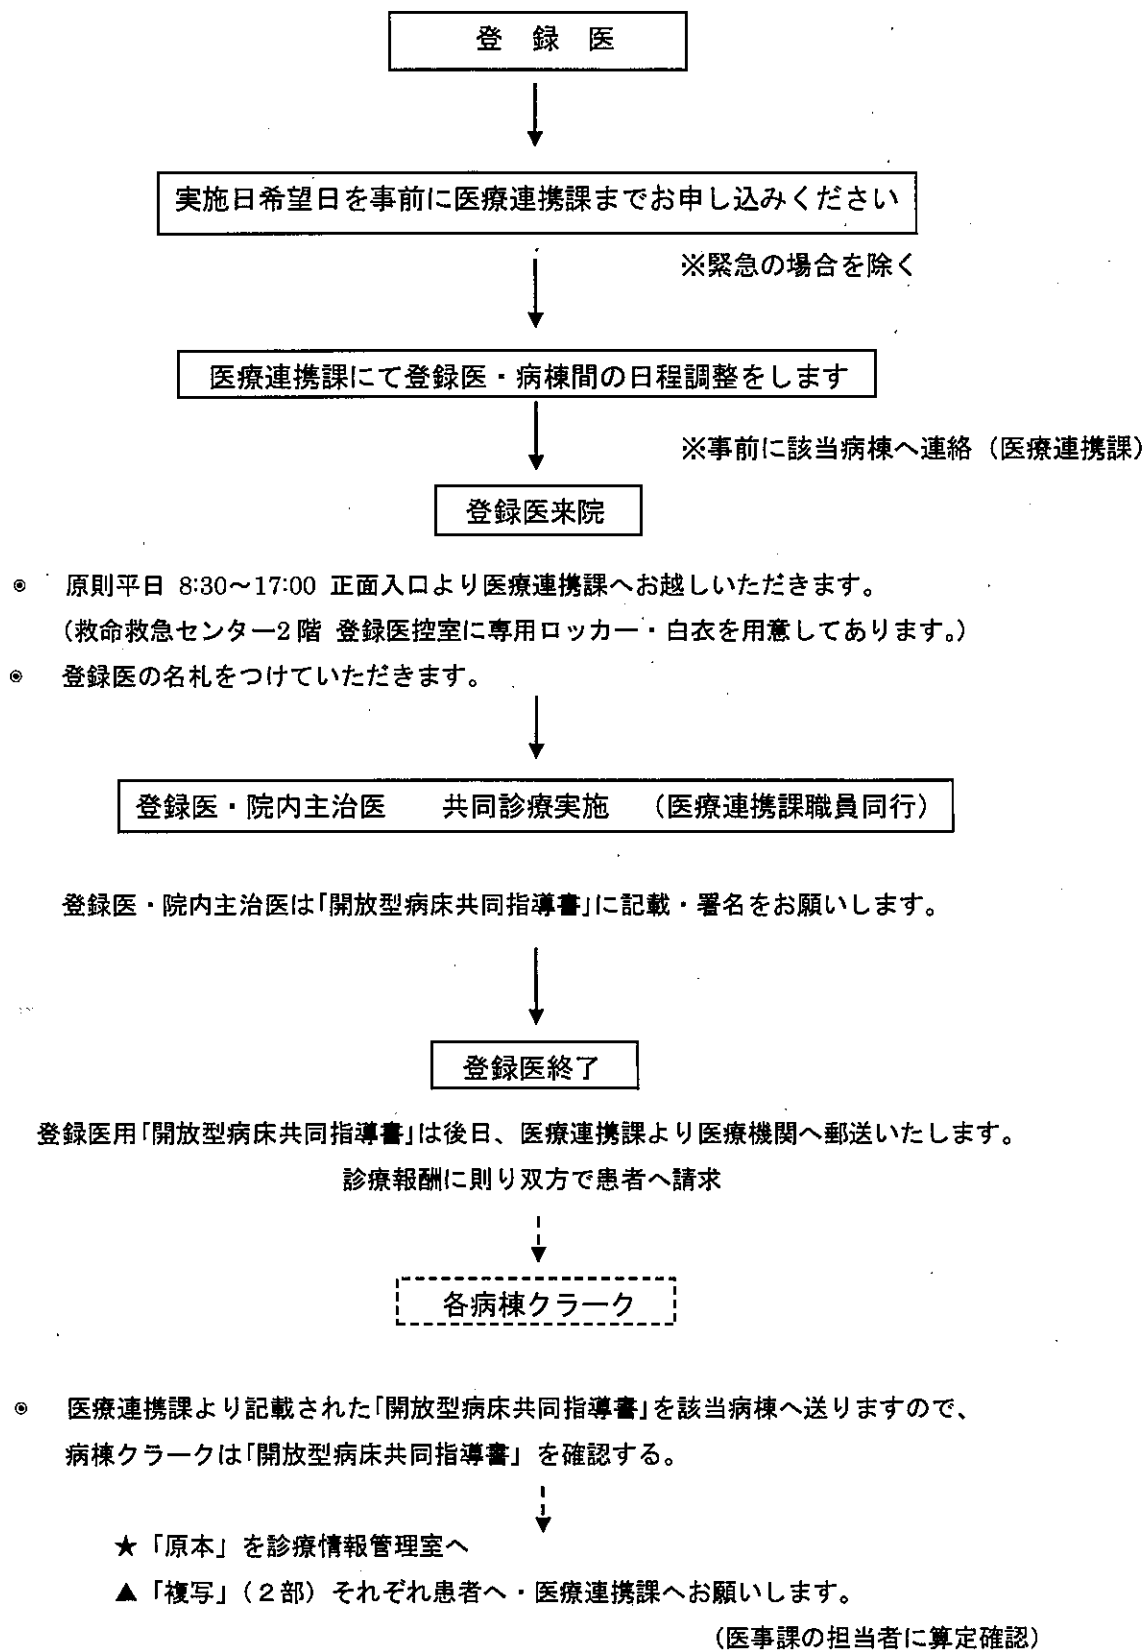 登 録 医
実施日希望日を事前に医療連携課までお申し込みください
※緊急の場合を除く
医療連携課にて登録医・病棟間の日程調整をします
※事前に該当病棟へ連絡（医療連携課）
登録医来院
◉ 原則平日 8:30～17:00 正面入口より医療連携課へお越しいただきます。
（救命救急センター2階 登録医控室に専用ロッカー・白衣を用意してあります。）
◉ 登録医の名札をつけていただきます。
登録医・院内主治医　共同診療実施　（医療連携課職員同行）
登録医・院内主治医は「開放型病床共同指導書」に記載・署名をお願いします。
登録医終了
登録医用「開放型病床共同指導書」は後日、医療連携課より医療機関へ郵送いたします。
診療報酬に則り双方で患者へ請求
各病棟クラーク
◉ 医療連携課より記載された「開放型病床共同指導書」を該当病棟へ送りますので、
病棟クラークは「開放型病床共同指導書」を確認する。
★「原本」を診療情報管理室へ
▲「複写」（２部）それぞれ患者へ・医療連携課へお願いします。
（医事課の担当者に算定確認）